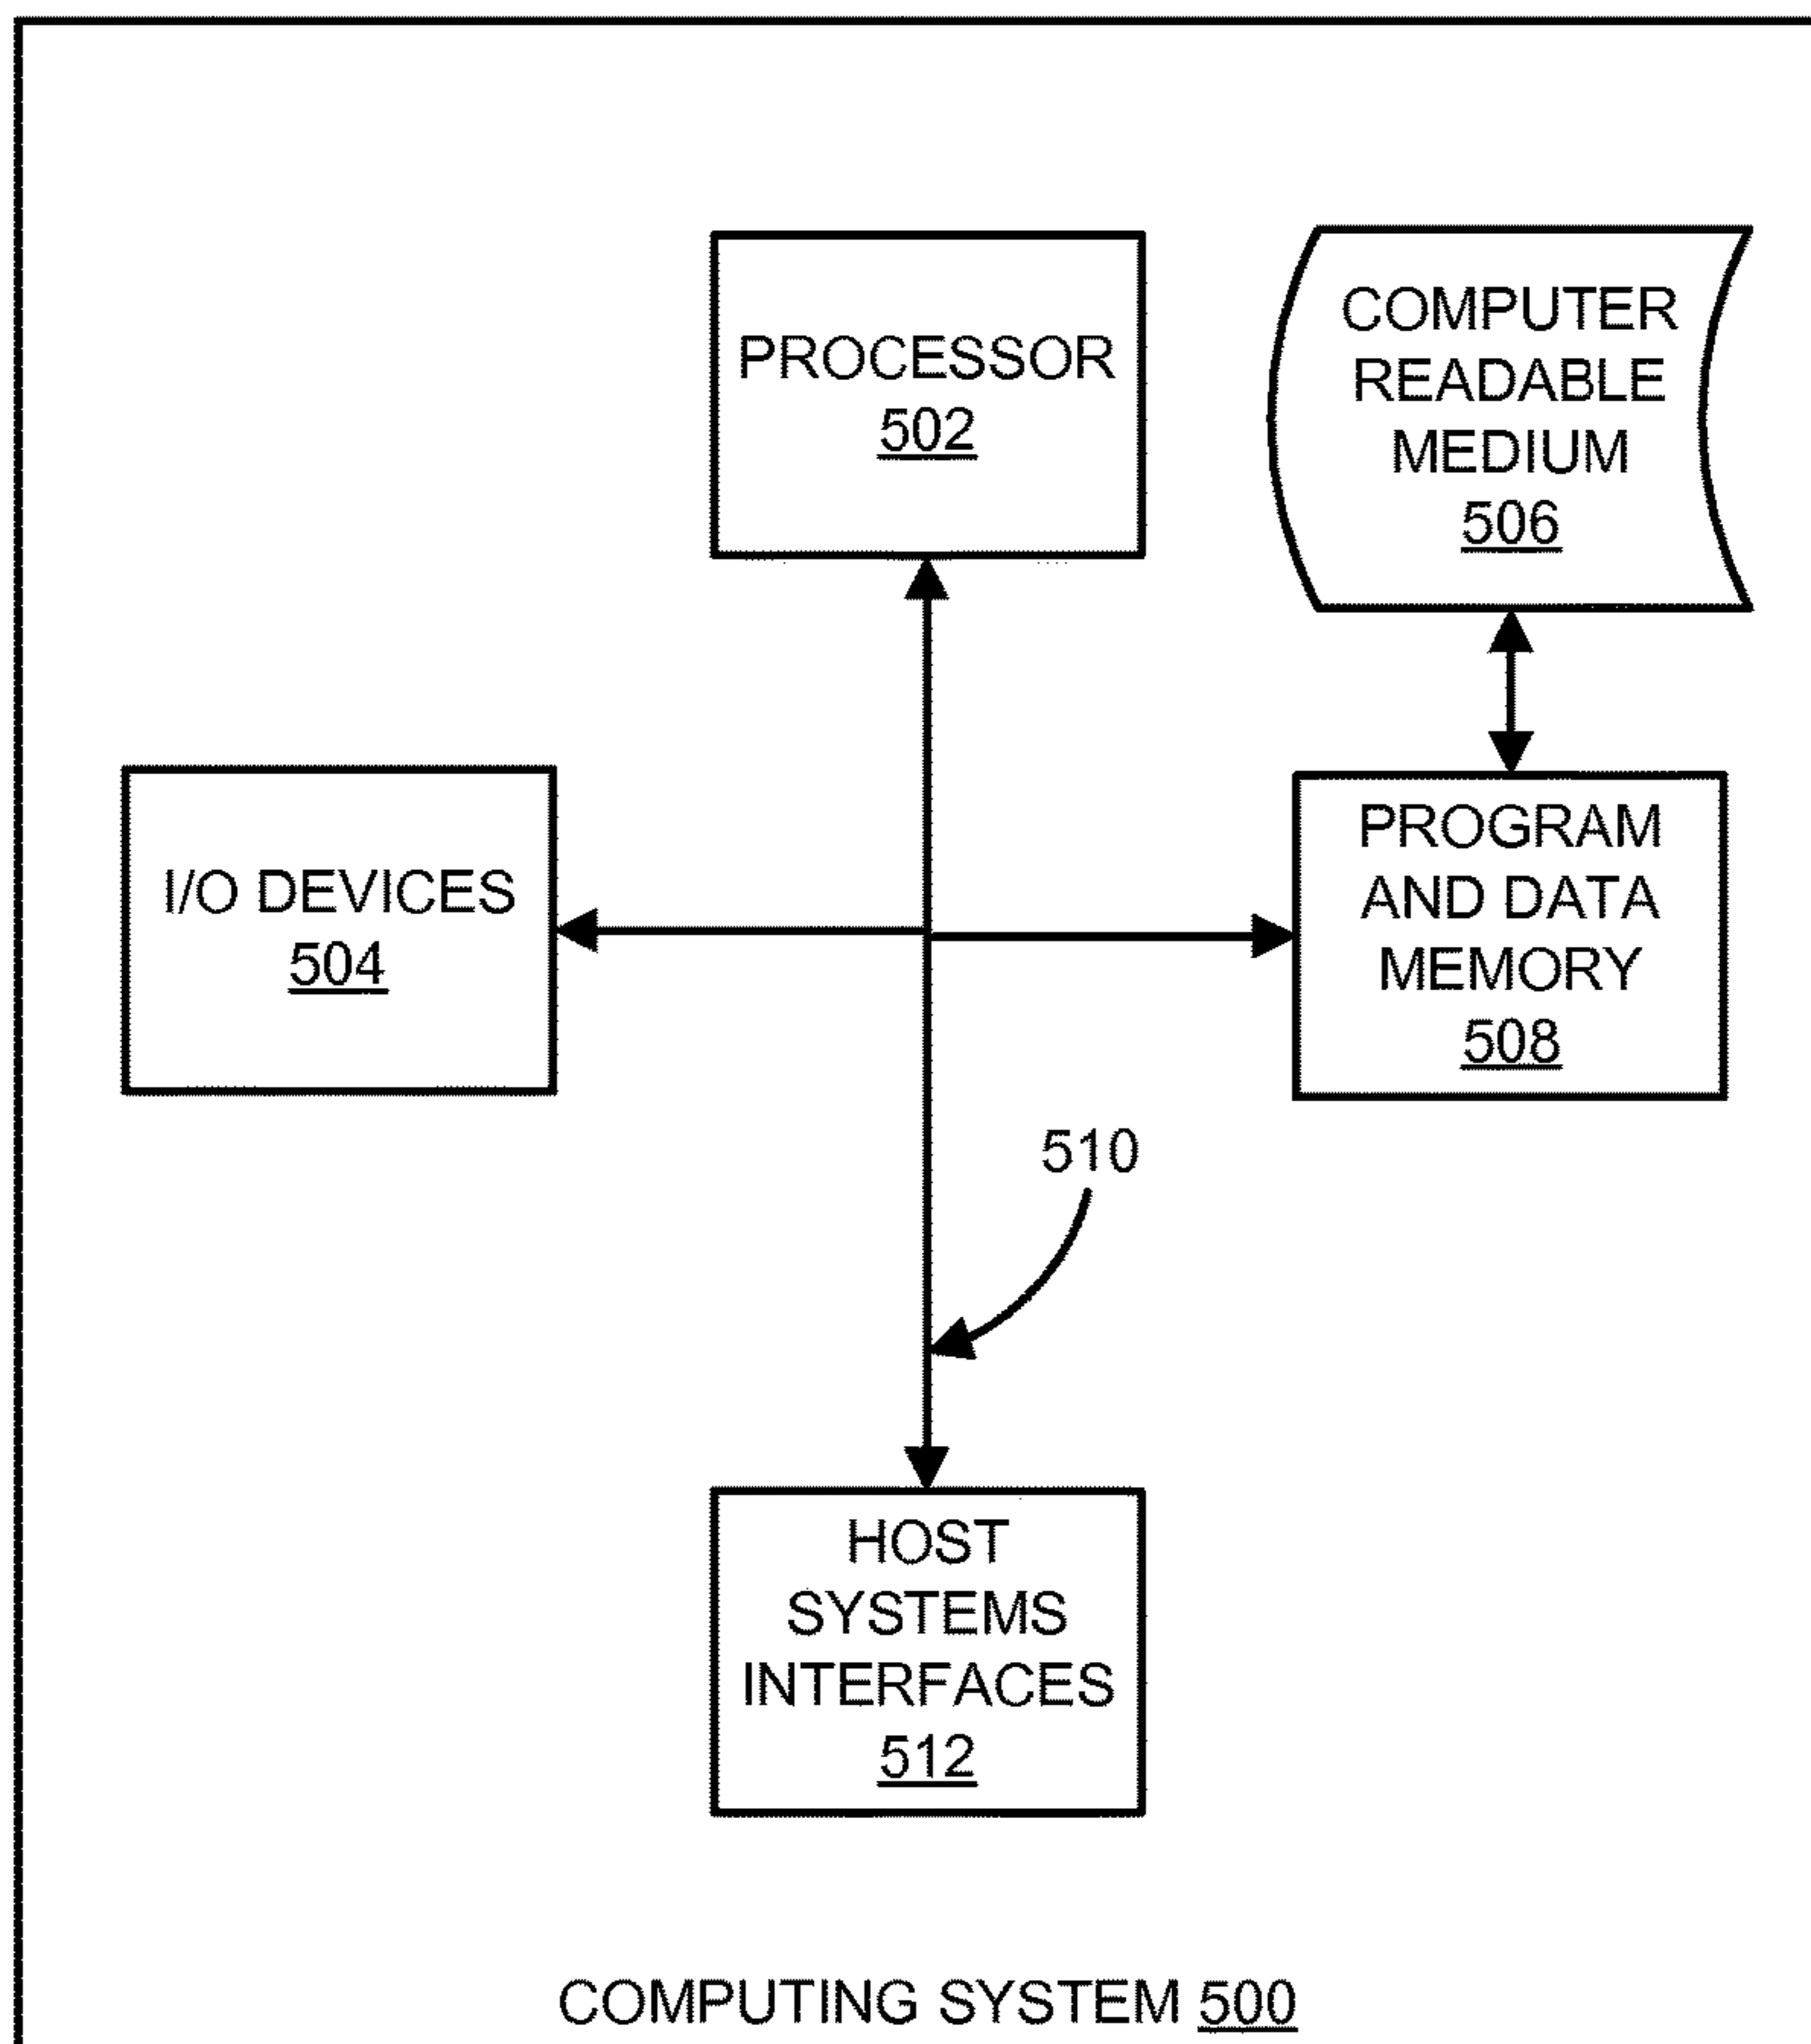 PROCESSOR
502
COMPUTER
READABLE
MEDIUM
506
I/O DEVICES
504
PROGRAM
AND DATA
MEMORY
508
510
HOST
SYSTEMS
INTERFACES
512
COMPUTING SYSTEM 500